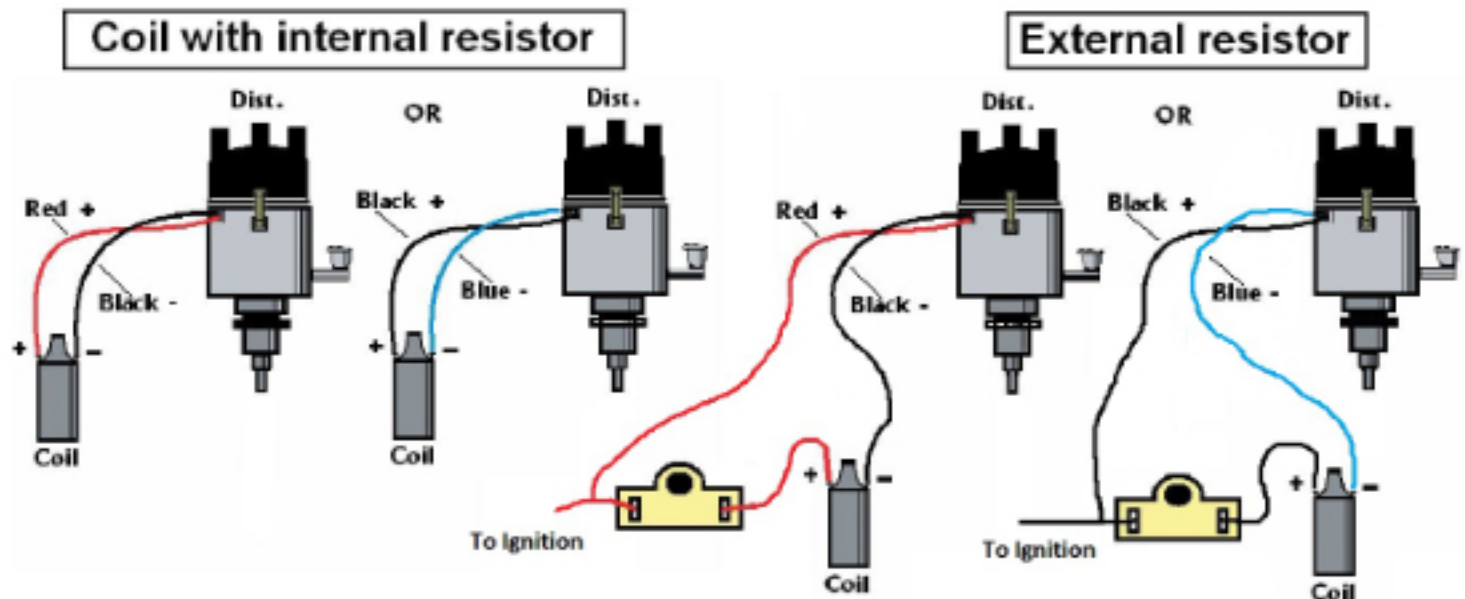 Coil with internal resistor
External resistor
Dist.
OR
Dist.
Dist.
OR
Dist.
Red +
Black -
Black +
Blue -
Red +
Black -
Black +
Blue -
+ -
Coil
+ -
Coil
+ -
Coil
+ -
Coil
To Ignition
To Ignition